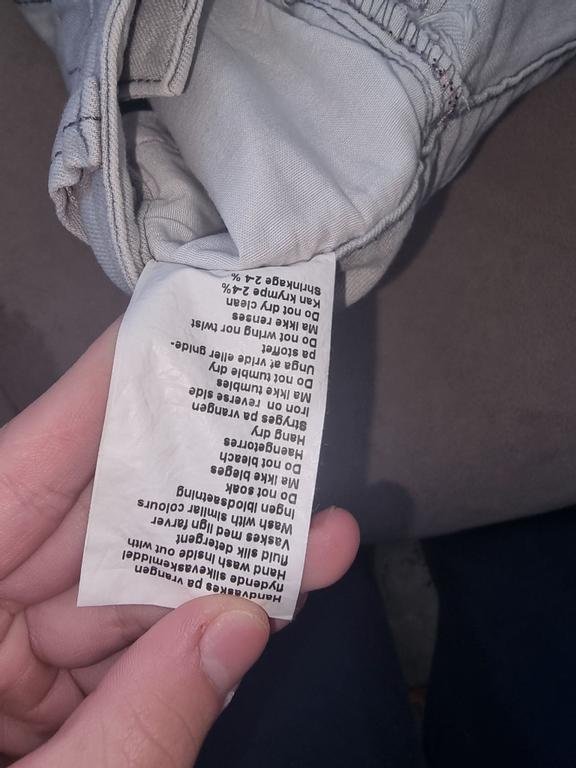 Handvaskes pa vrangen
flydende silkevaskemiddel
Hand wash inside out with
fluid silk detergent
Vaskes med lign farver
Wash with similar colours
Ingen iblodsaetning
Do not soak
Ma ikke bleges
Do not bleach
Haengetorres
Hang dry
Stryges pa vrangen
Iron on reverse side
Ma ikke tumbles
Do not tumble dry
Unga at vride eller gnide-
pa stoffet
Do not wring nor twist
Ma ikke renses
Do not dry clean
Kan krympe 2-4%
Shrinkage 2-4 %